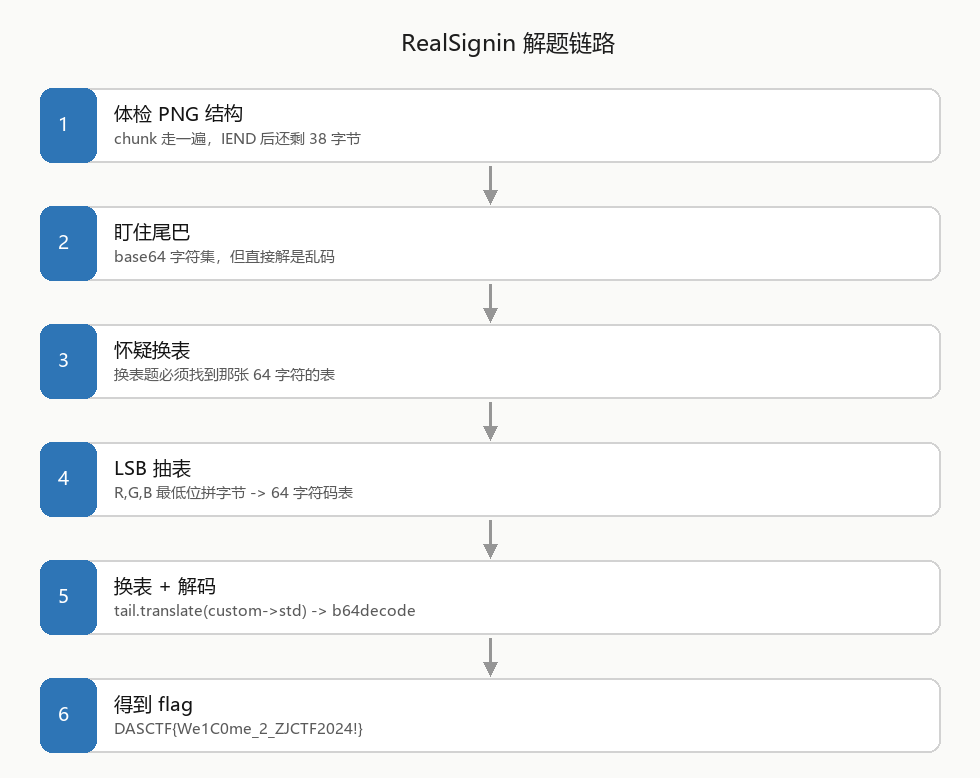 RealSignin 解题链路
1
体检 PNG 结构
chunk 走一遍，IEND 后还剩 38 字节
2
盯住尾巴
base64 字符集，但直接解是乱码
3
怀疑换表
换表题必须找到那张 64 字符的表
4
LSB 抽表
R,G,B 最低位拼字节 -> 64 字符码表
5
换表 + 解码
tail.translate(custom->std) -> b64decode
6
得到 flag
DASCTF{We1C0me_2_ZJCTF2024!}